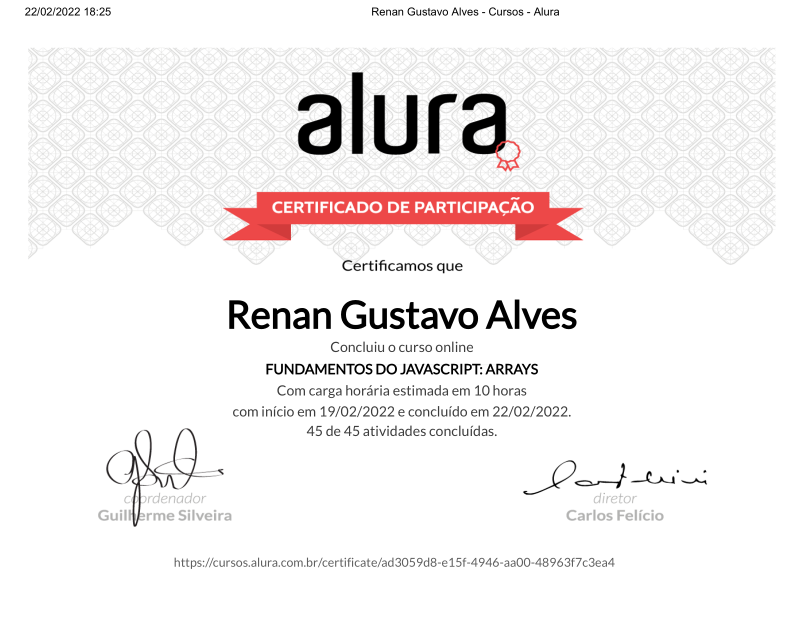 22/02/2022 18:25
Renan Gustavo Alves - Cursos - Alura
alura
CERTIFICADO DE PARTICIPAÇÃO
Certificamos que
Renan Gustavo Alves
Concluiu o curso online
FUNDAMENTOS DO JAVASCRIPT: ARRAYS
Com carga horária estimada em 10 horas
com início em 19/02/2022 e concluído em 22/02/2022.
45 de 45 atividades concluídas.
coordenador
Guilherme Silveira
diretor
Carlos Felício
https://cursos.alura.com.br/certificate/ad3059d8-e15f-4946-aa00-48963f7c3ea4